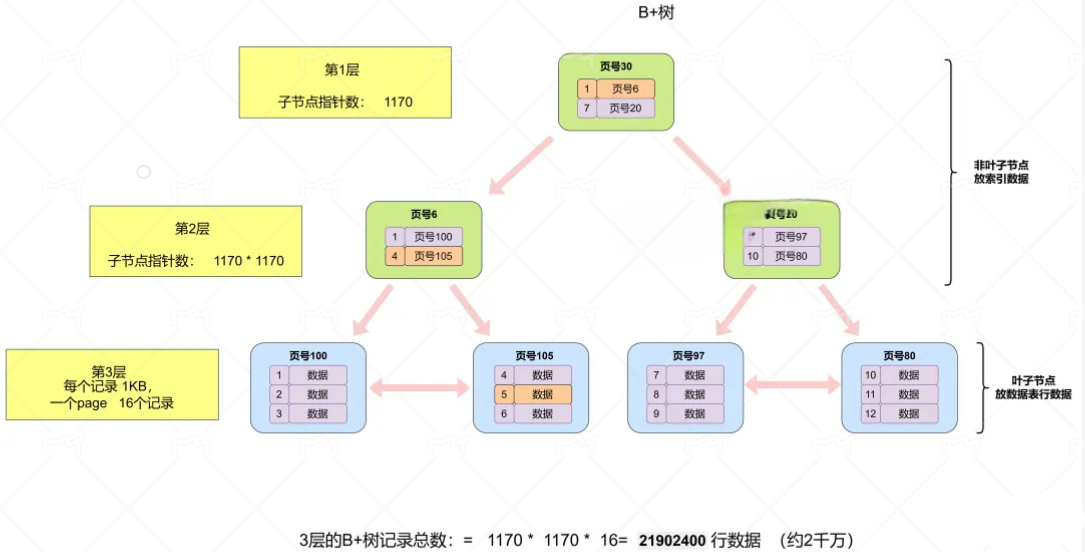 B+树
第1层
子节点指针数: 1170
页号30
1 页号6
7 页号20
非叶子节点
放索引数据
第2层
子节点指针数: 1170 * 1170
页号6
1 页号100
4 页号105
页号97
10 页号80
第3层
每个记录 1KB,
一个page 16个记录
页号100
1 数据
2 数据
3 数据
页号105
4 数据
5 数据
6 数据
页号97
7 数据
8 数据
9 数据
页号80
10 数据
11 数据
12 数据
叶子节点
放数据表行数据
3层的B+树记录总数: = 1170 * 1170 * 16= 21902400 行数据 (约2千万)